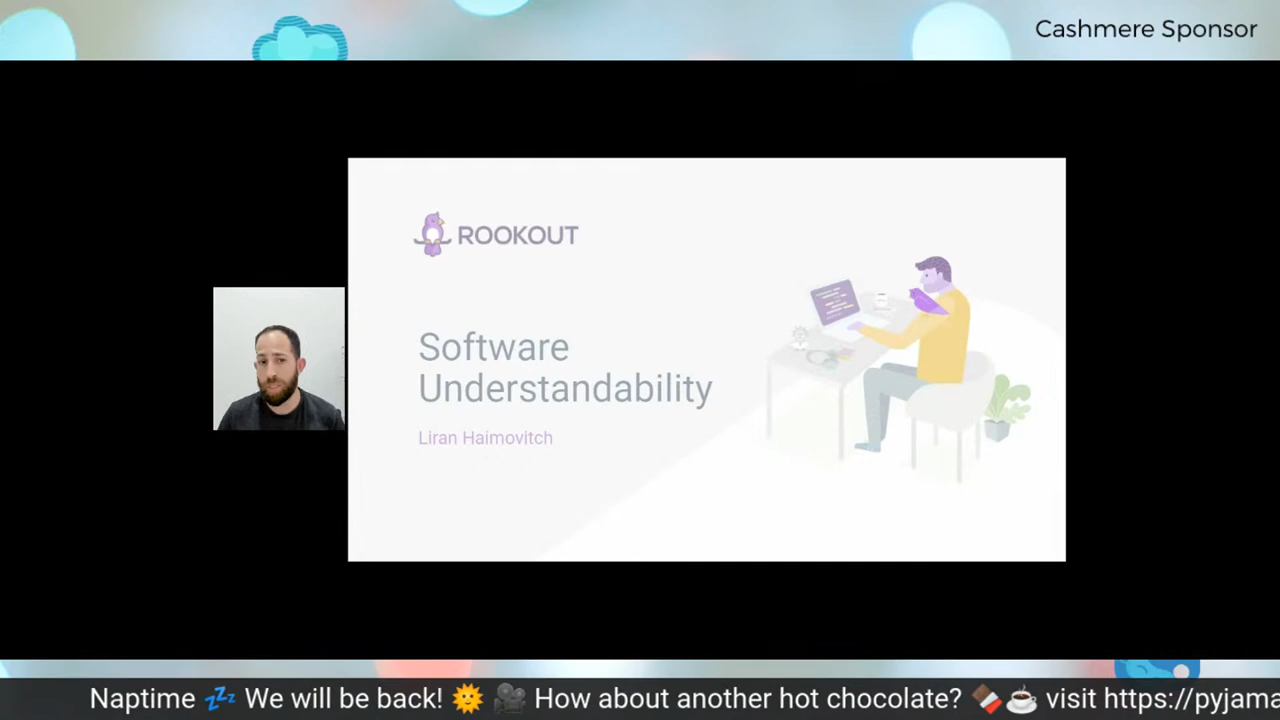 Cashmere Sponsor
ROOKOUT
Software
Understandability
Liran Haimovitch
Naptime 💤 We will be back! 🌞 🎥 How about another hot chocolate? 🍫☕ visit https://pyjama